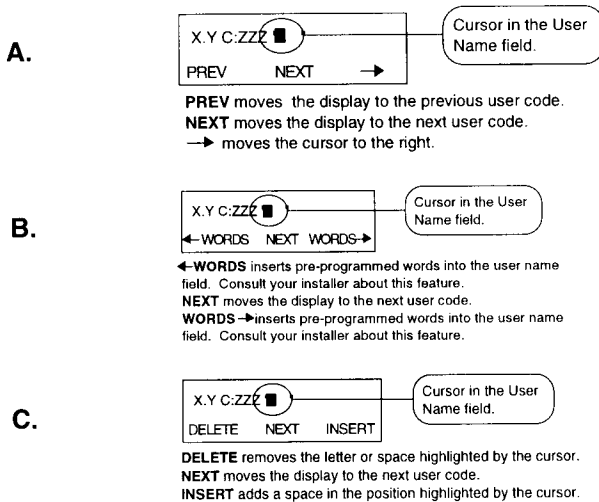 A.
X.Y C:ZZZ
Cursor in the User
Name field.
PREV NEXT →
PREV moves the display to the previous user code.
NEXT moves the display to the next user code.
→ moves the cursor to the right.
B.
X.Y C:ZZZ
Cursor in the User
Name field.
←WORDS NEXT WORDS→
←WORDS inserts pre-programmed words into the user name
field. Consult your installer about this feature.
NEXT moves the display to the next user code.
WORDS →inserts pre-programmed words into the user name
field. Consult your installer about this feature.
C.
X.Y C:ZZZ
Cursor in the User
Name field.
DELETE NEXT INSERT
DELETE removes the letter or space highlighted by the cursor.
NEXT moves the display to the next user code.
INSERT adds a space in the position highlighted by the cursor.